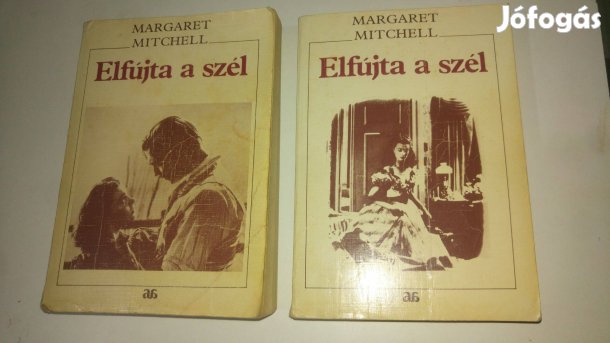 Jófogás
MARGARET
MITCHELL
Elfújta a szél
MARGARET
MITCHELL
Elfújta a szél